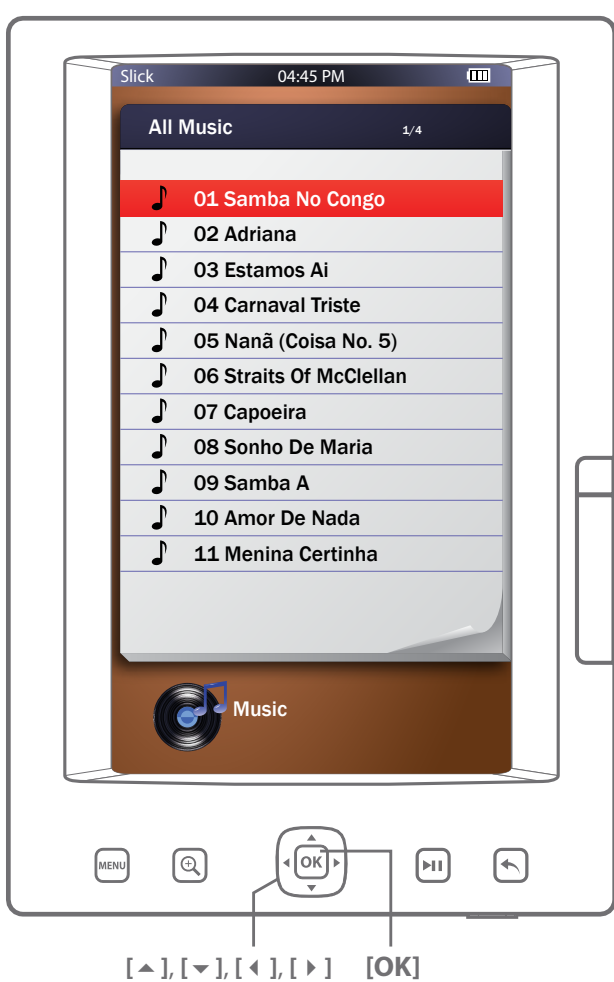 Slick 04:45 PM
All Music 1/4
01 Samba No Congo
02 Adriana
03 Estamos Ai
04 Carnaval Triste
05 Nanã (Coisa No. 5)
06 Straits Of McClellan
07 Capoeira
08 Sonho De Maria
09 Samba A
10 Amor De Nada
11 Menina Certinha
Music
MENU OK
[▲], [▼], [◀], [▶] [OK]